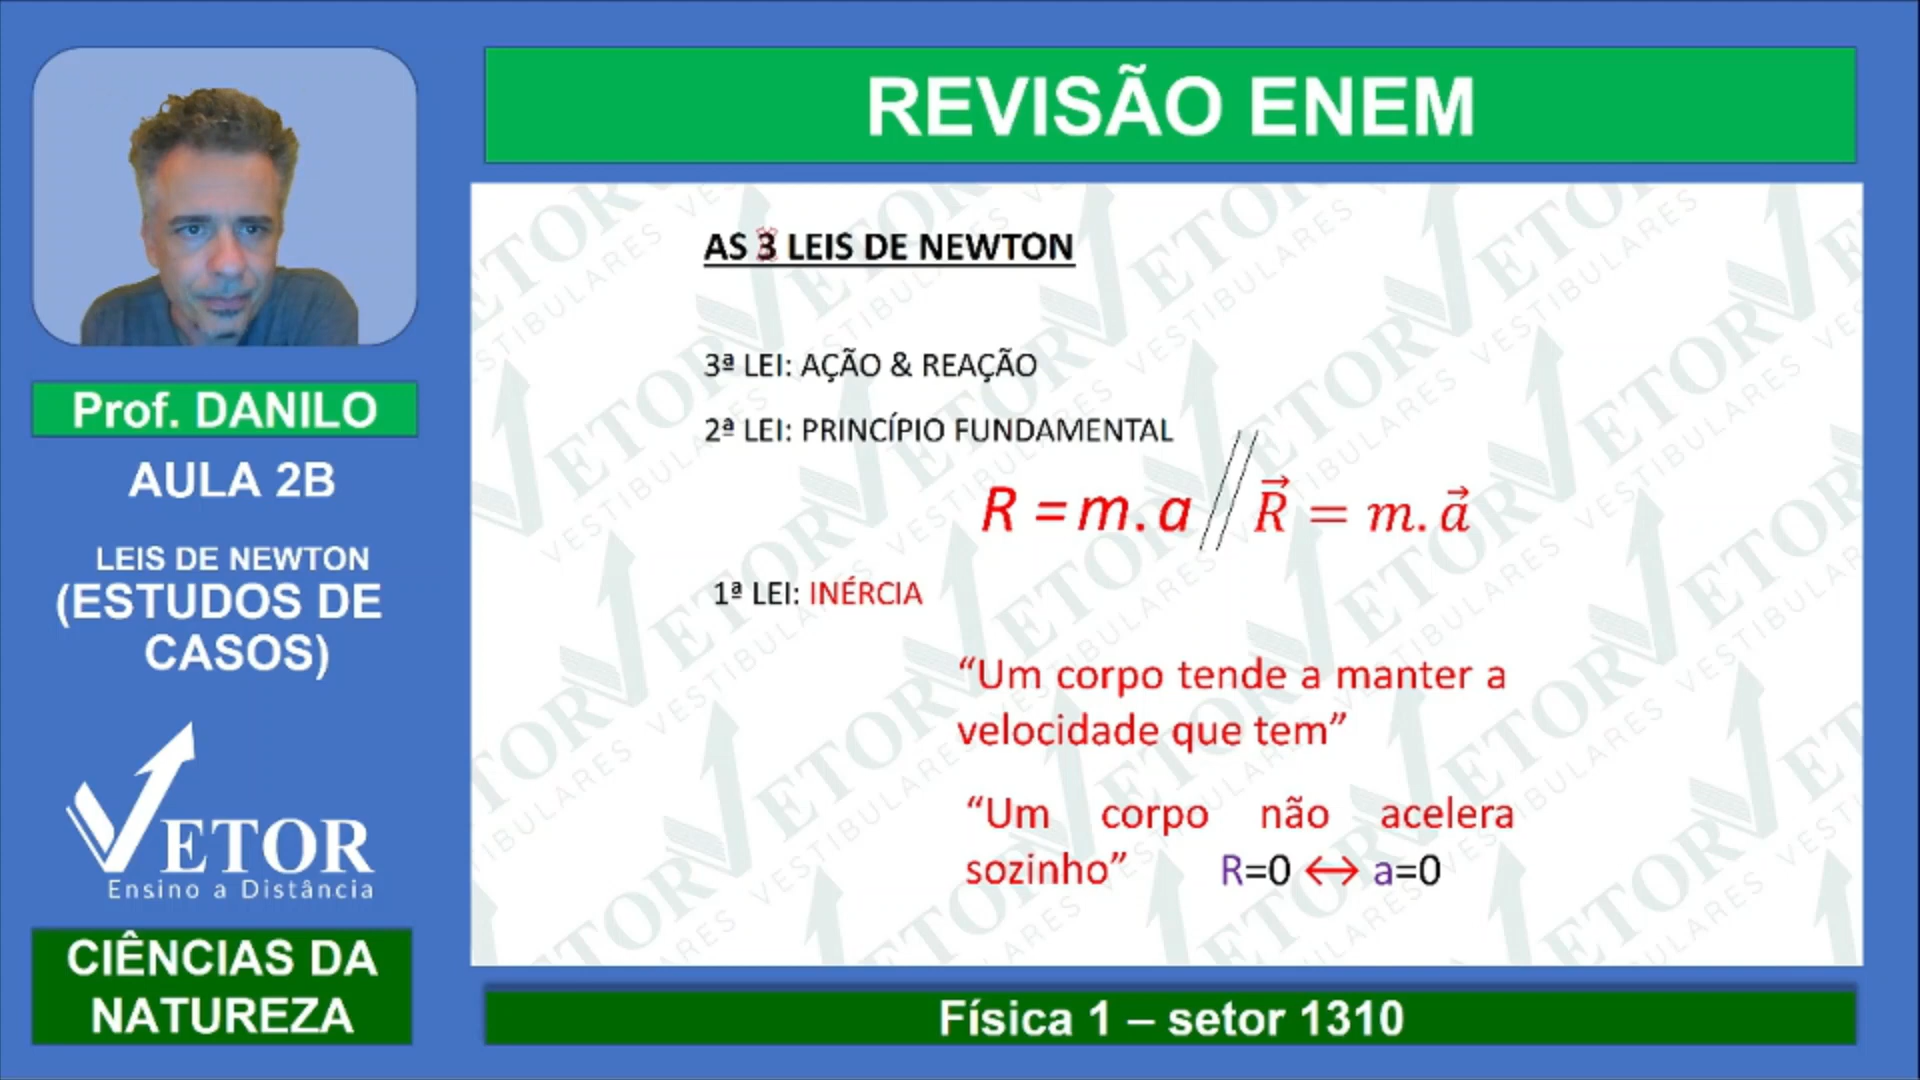 REVISÃO ENEM
AS 3 LEIS DE NEWTON
3ª LEI: AÇÃO & REAÇÃO
2ª LEI: PRINCÍPIO FUNDAMENTAL
R = m. a // R⃗ = m. a⃗
1ª LEI: INÉRCIA
“Um corpo tende a manter a
velocidade que tem”
“Um corpo não acelera
sozinho” R=0 ↔ a=0
Prof. DANILO
AULA 2B
LEIS DE NEWTON
(ESTUDOS DE
CASOS)
VETOR
Ensino a Distância
CIÊNCIAS DA
NATUREZA
Física 1 – setor 1310
VETOR
VESTIBULARES